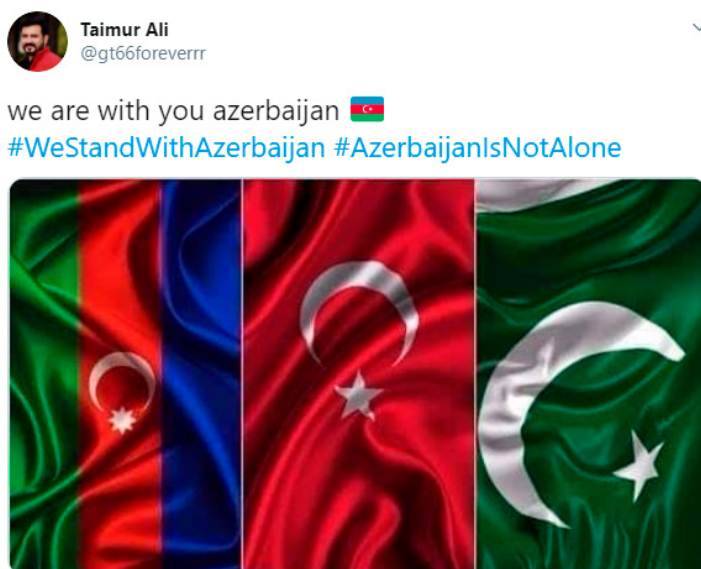 Taimur Ali
@gt66foreverrr
we are with you azerbaijan 🇦🇿
#WeStandWithAzerbaijan #AzerbaijanIsNotAlone